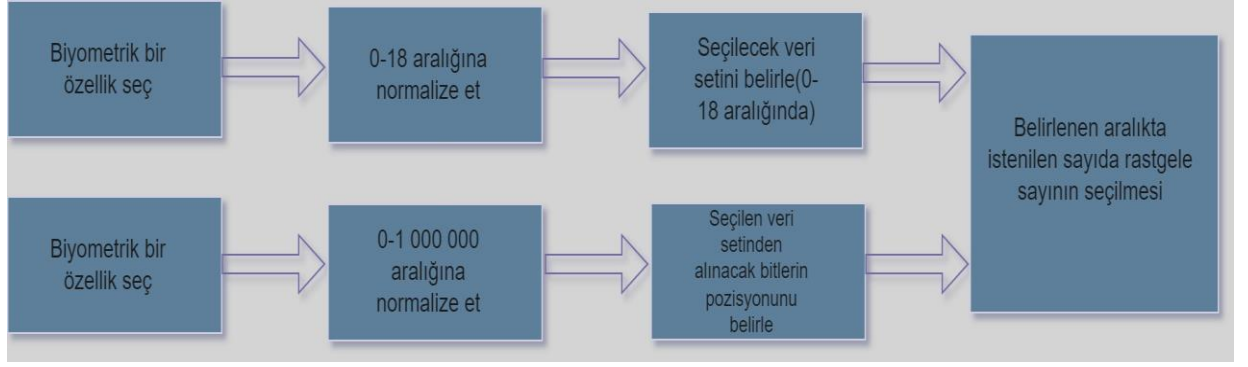 Biyometrik bir
özellik seç
0-18 aralığına
normalize et
Seçilecek veri
setini belirle(0-
18 aralığında)
Belirlenen aralıkta
istenilen sayıda rastgele
sayının seçilmesi
Biyometrik bir
özellik seç
0-1 000 000
aralığına
normalize et
Seçilen veri
setinden
alınacak bitlerin
pozisyonunu
belirle